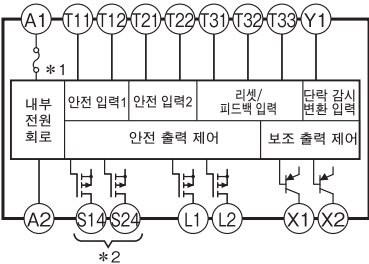 A1 T11 T12 T21 T22 T31 T32 T33 Y1
*1
내부
전원
회로
안전 입력1 안전 입력2
리셋/
피드백 입력
단락 감시
변환 입력
안전 출력 제어 보조 출력 제어
A2 S14 S24 L1 L2 X1 X2
*2